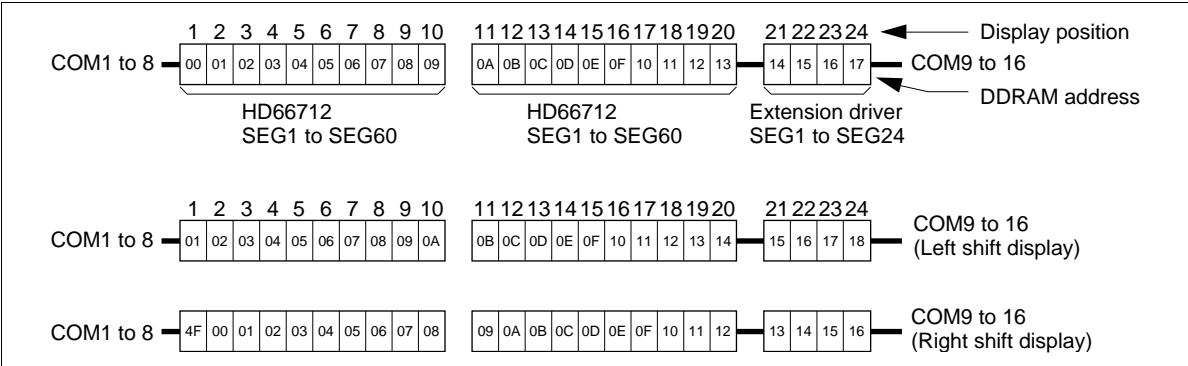 1 2 3 4 5 6 7 8 9 10 11 12 13 14 15 16 17 18 19 20 21 22 23 24 Display position
COM1 to 8 00 01 02 03 04 05 06 07 08 09 0A 0B 0C 0D 0E 0F 10 11 12 13 14 15 16 17 COM9 to 16
DDRAM address
HD66712 HD66712 Extension driver
SEG1 to SEG60 SEG1 to SEG60 SEG1 to SEG24
1 2 3 4 5 6 7 8 9 10 11 12 13 14 15 16 17 18 19 20 21 22 23 24
COM1 to 8 01 02 03 04 05 06 07 08 09 0A 0B 0C 0D 0E 0F 10 11 12 13 14 15 16 17 18 COM9 to 16
(Left shift display)
COM1 to 8 4F 00 01 02 03 04 05 06 07 08 09 0A 0B 0C 0D 0E 0F 10 11 12 13 14 15 16 COM9 to 16
(Right shift display)